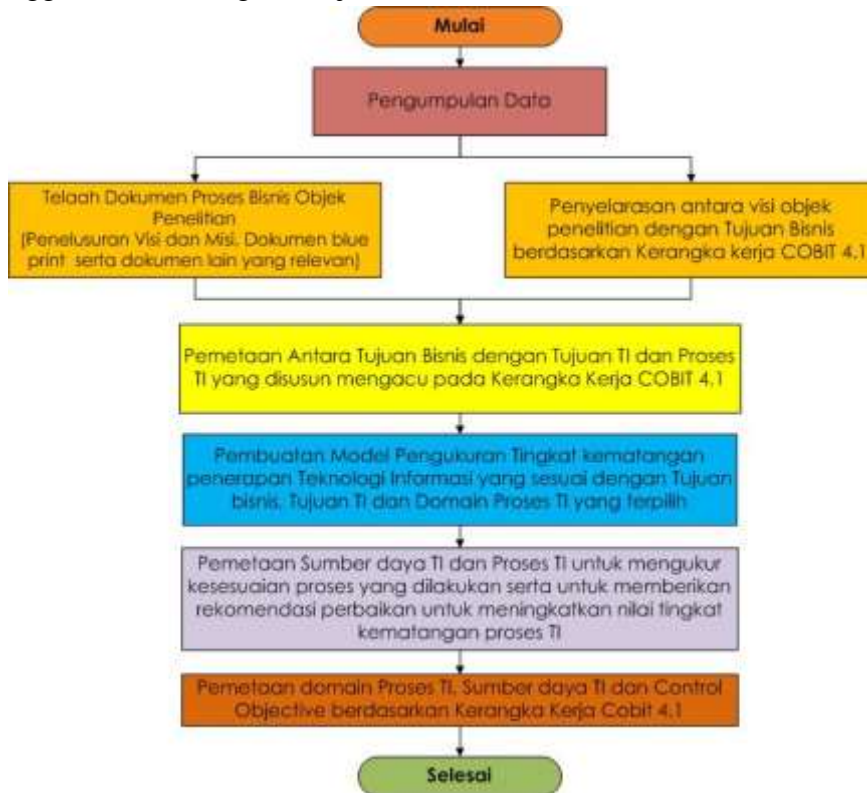 Mulai
Pengumpulan Data
Telaah Dokumen Proses Bisnis Objek
Penelitian
(Penelusuran Visi dan Misi, Dokumen blue
print serta dokumen lain yang relevan)
Penyelarasan antara visi objek
penelitian dengan Tujuan Bisnis
berdasarkan Kerangka kerja COBIT 4.1
Pemetaan Antara Tujuan Bisnis dengan Tujuan TI dan Proses
TI yang disusun mengacu pada Kerangka Kerja COBIT 4.1
Pembuatan Model Pengukuran Tingkat kematangan
penerapan Teknologi Informasi yang sesuai dengan Tujuan
bisnis, Tujuan TI dan Domain Proses TI yang terpilih
Pemetaan Sumber daya TI dan Proses TI untuk mengukur
kesesuaian proses yang dilakukan serta untuk memberikan
rekomendasi perbaikan untuk meningkatkan nilai tingkat
kematangan proses TI
Pemetaan domain Proses TI, Sumber daya TI dan Control
Objective berdasarkan Kerangka Kerja Cobit 4.1
Selesai